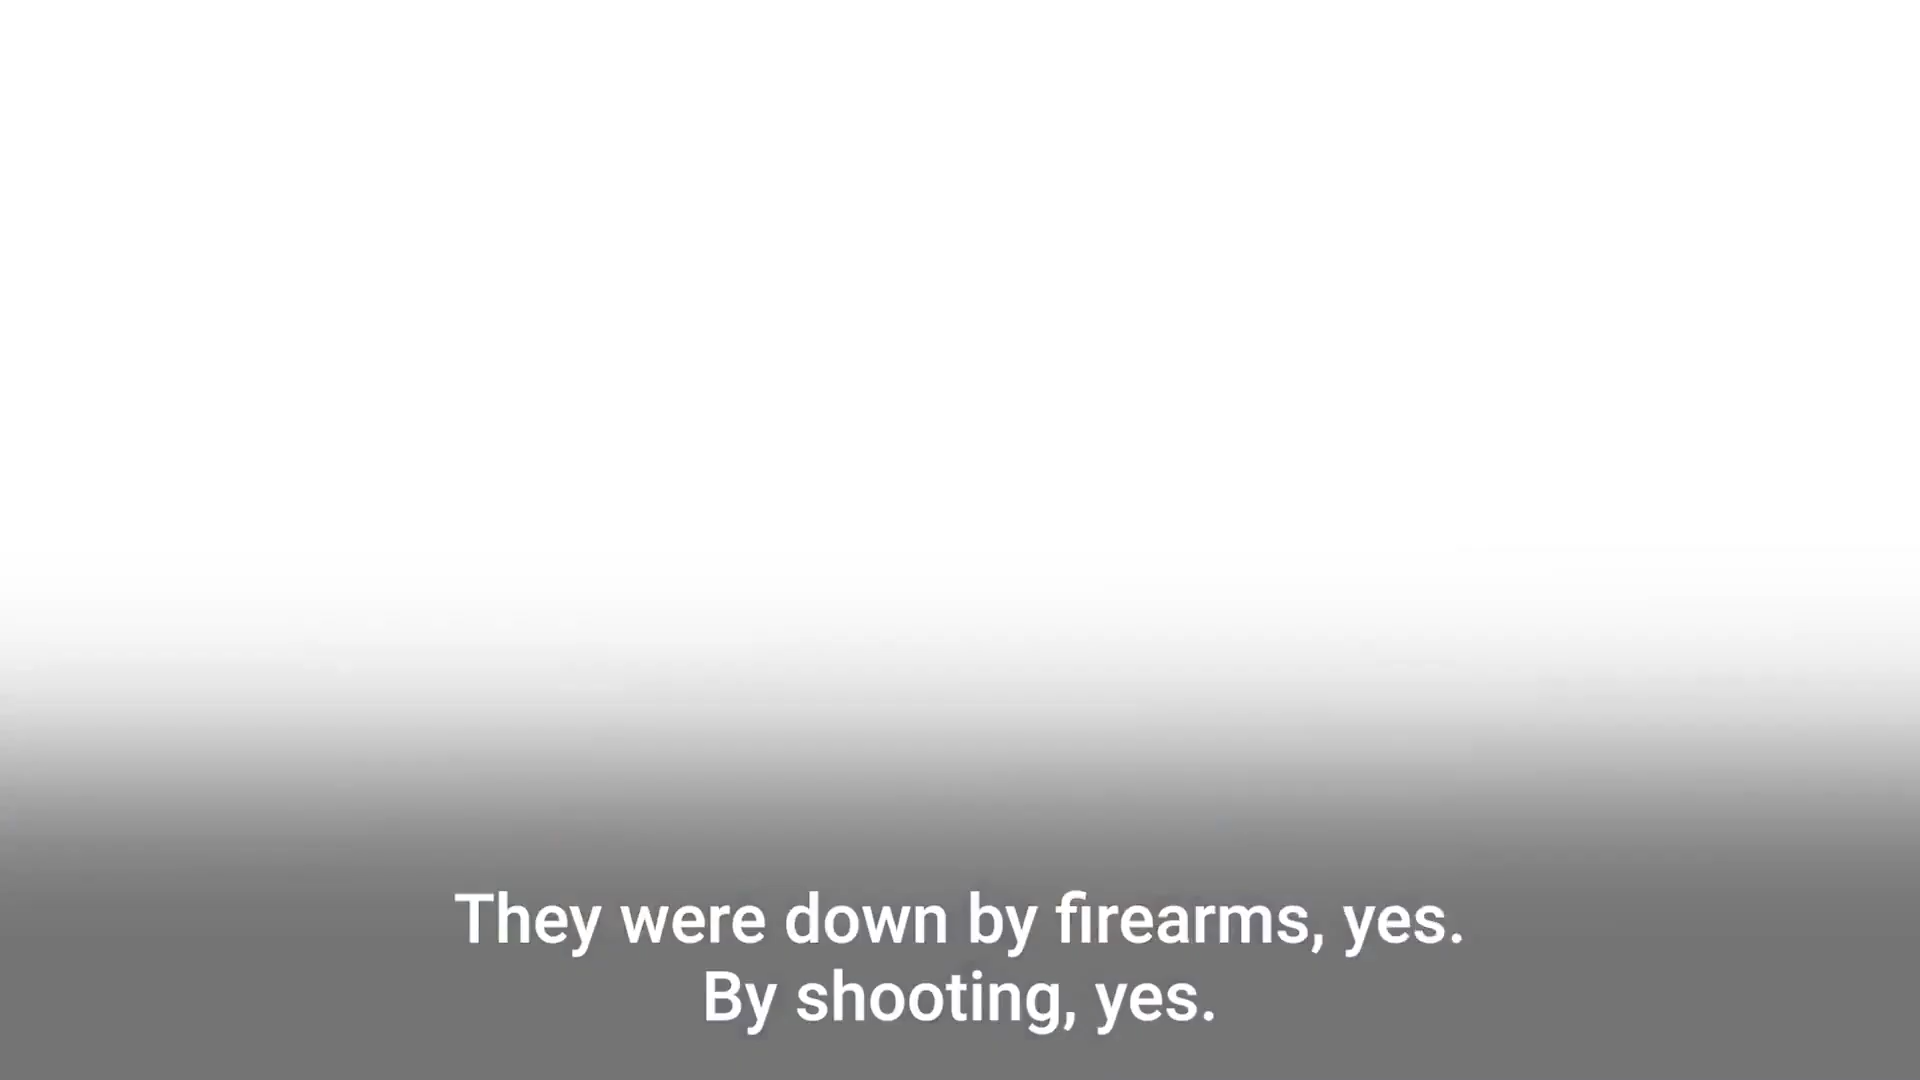 They were down by firearms, yes.
By shooting, yes.